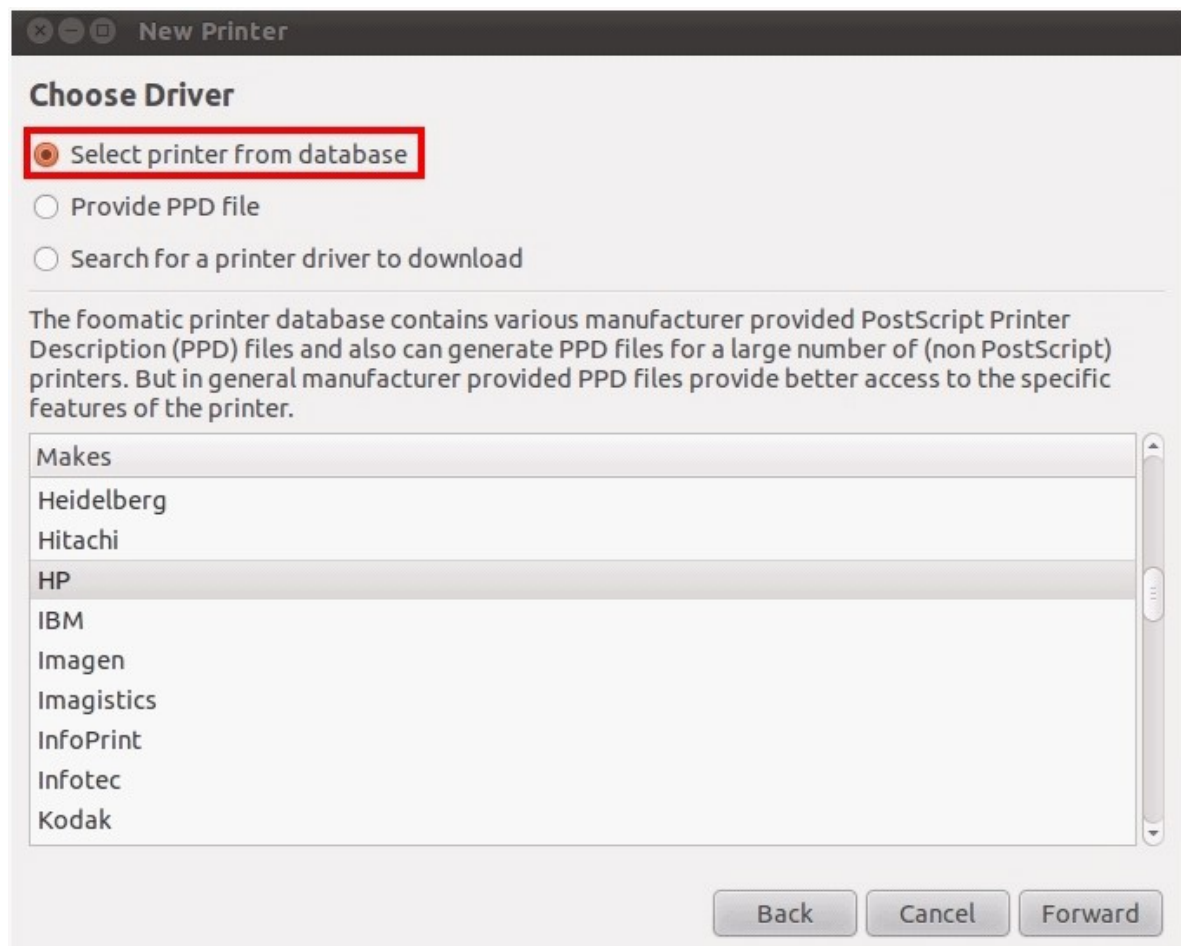 New Printer
Choose Driver
Select printer from database
Provide PPD file
Search for a printer driver to download
The foomatic printer database contains various manufacturer provided PostScript Printer
Description (PPD) files and also can generate PPD files for a large number of (non PostScript)
printers. But in general manufacturer provided PPD files provide better access to the specific
features of the printer.
Makes
Heidelberg
Hitachi
HP
IBM
Imagen
Imagistics
InfoPrint
Infotec
Kodak
Back Cancel Forward